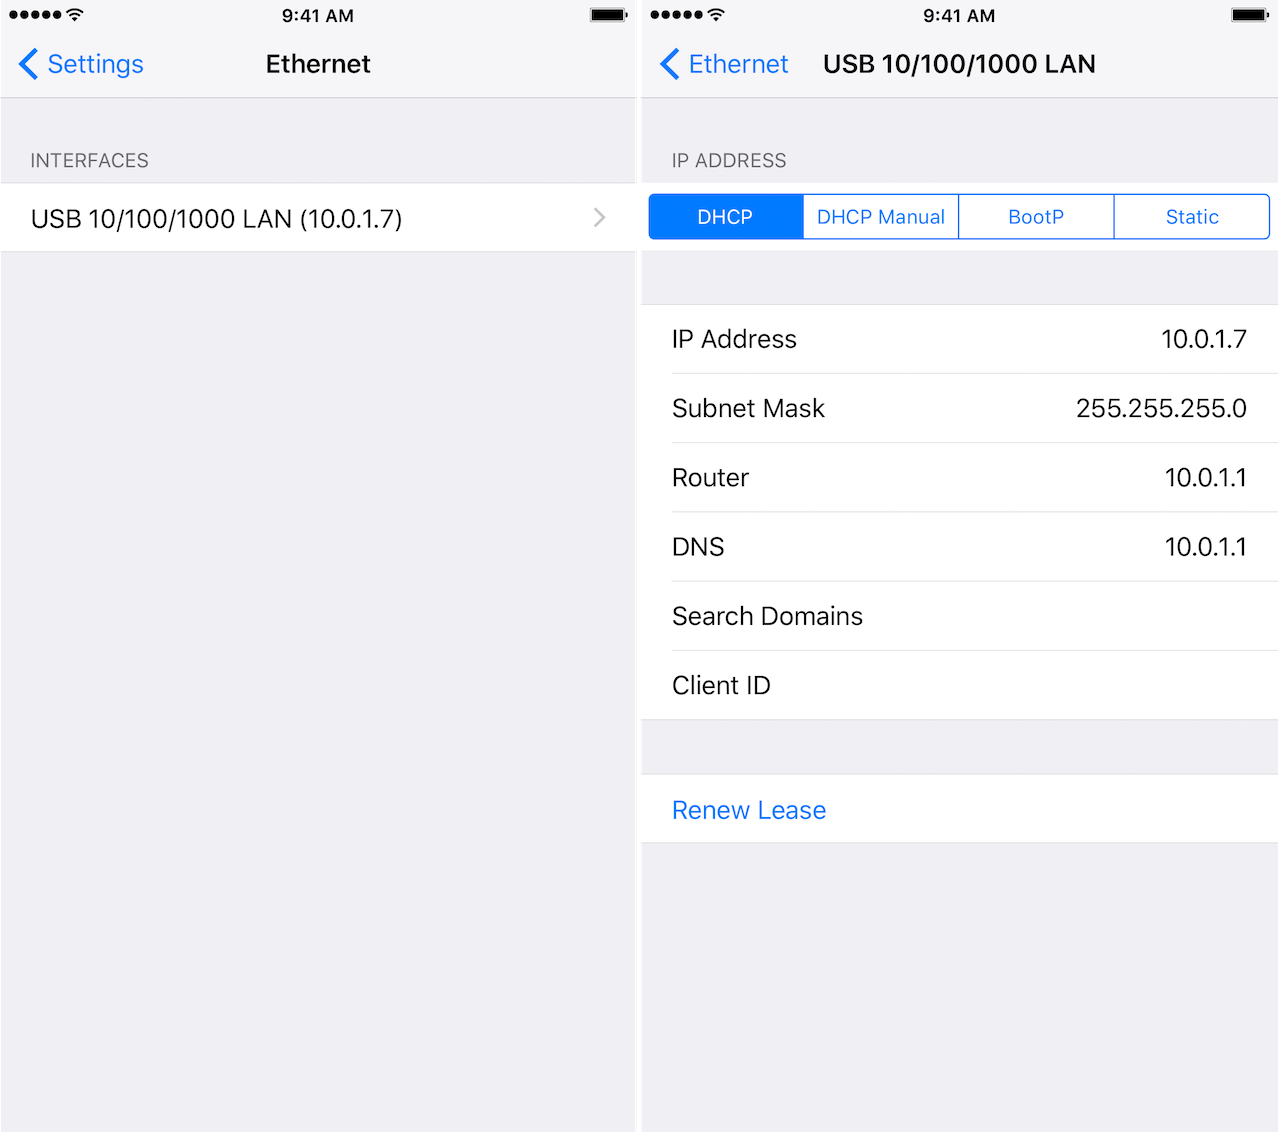 9:41 AM
Settings
Ethernet
INTERFACES
USB 10/100/1000 LAN (10.0.1.7)
9:41 AM
Ethernet
USB 10/100/1000 LAN
IP ADDRESS
DHCP
DHCP Manual
BootP
Static
IP Address 10.0.1.7
Subnet Mask 255.255.255.0
Router 10.0.1.1
DNS 10.0.1.1
Search Domains
Client ID
Renew Lease